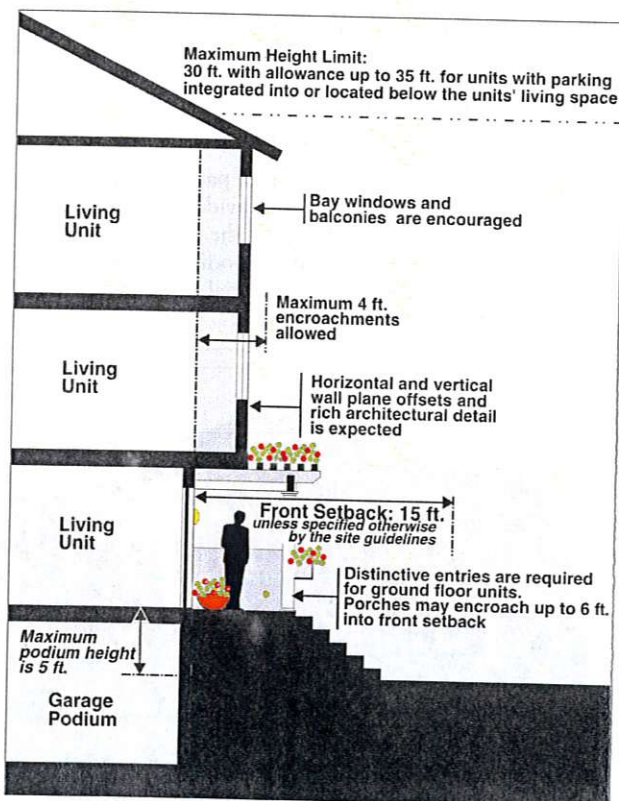 Maximum Height Limit:
30 ft. with allowance up to 35 ft. for units with parking
integrated into or located below the units' living space
Living
Unit
Bay windows and
balconies are encouraged
Maximum 4 ft.
encroachments
allowed
Living
Unit
Horizontal and vertical
wall plane offsets and
rich architectural detail
is expected
Front Setback: 15 ft.
unless specified otherwise
by the site guidelines
Living
Unit
Distinctive entries are required
for ground floor units.
Porches may encroach up to 6 ft.
into front setback
Maximum
podium height
is 5 ft.
Garage
Podium